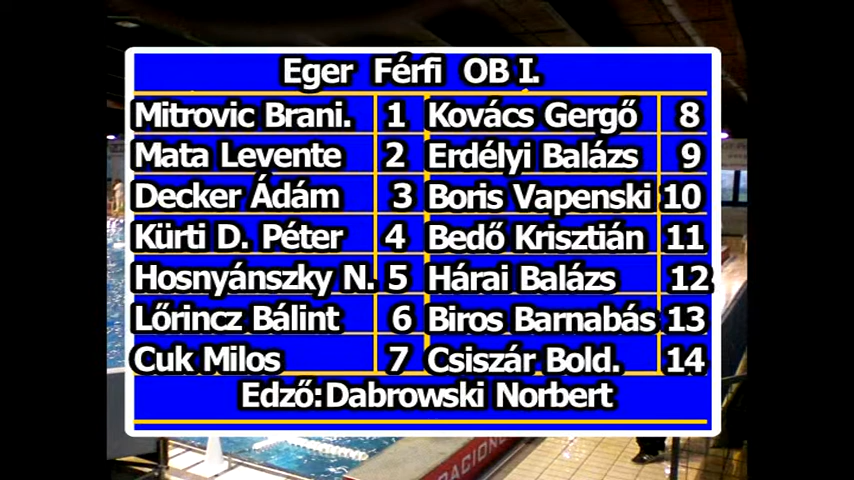 Eger Férfi OB I.
Mitrovic Brani. 1 Kovács Gergő 8
Mata Levente 2 Erdélyi Balázs 9
Decker Ádám 3 Boris Vapenski 10
Kürti D. Péter 4 Bedő Krisztián 11
Hosnyánszky N. 5 Hárai Balázs 12
Lőrincz Bálint 6 Biros Barnabás 13
Cuk Milos 7 Csiszár Bold. 14
Edző:Dabrowski Norbert